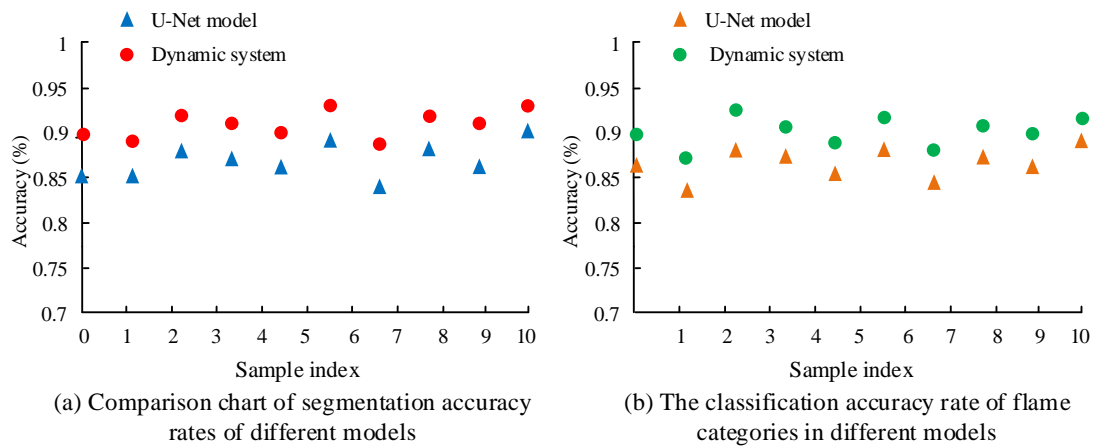 U-Net model
Dynamic system
1
0.95
0.9
0.85
0.8
0.75
0.7
Accuracy (%)
0 1 2 3 4 5 6 7 8 9 10
Sample index
(a) Comparison chart of segmentation accuracy
rates of different models
U-Net model
Dynamic system
1
0.95
0.9
0.85
0.8
0.75
0.7
Accuracy (%)
1 2 3 4 5 6 7 8 9 10
Sample index
(b) The classification accuracy rate of flame
categories in different models